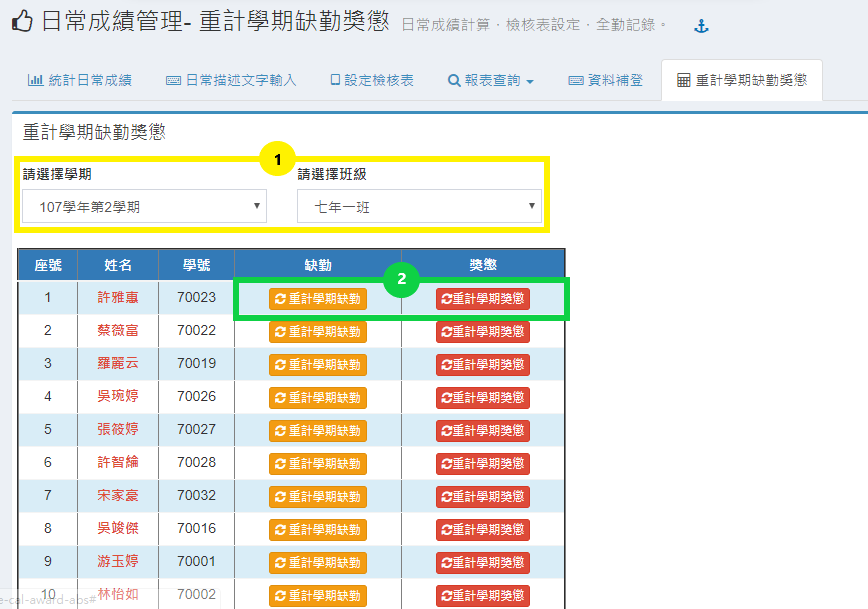 日常成績管理- 重計學期缺勤獎懲 日常成績計算，檢核表設定，全勤記錄。
統計日常成績 日常描述文字輸入 設定檢核表 報表查詢 資料補登 重計學期缺勤獎懲
重計學期缺勤獎懲
1
請選擇學期 請選擇班級
107學年第2學期 七年一班
座號 姓名 學號 缺勤 獎懲
2
1 許雅惠 70023 重計學期缺勤 重計學期獎懲
2 蔡薇富 70022 重計學期缺勤 重計學期獎懲
3 羅麗云 70019 重計學期缺勤 重計學期獎懲
4 吳琬婷 70026 重計學期缺勤 重計學期獎懲
5 張筱婷 70027 重計學期缺勤 重計學期獎懲
6 許智綸 70028 重計學期缺勤 重計學期獎懲
7 宋家豪 70032 重計學期缺勤 重計學期獎懲
8 吳竣傑 70016 重計學期缺勤 重計學期獎懲
9 游玉婷 70001 重計學期缺勤 重計學期獎懲
10 林怡如 70002 重計學期缺勤 重計學期獎懲
e-cal-award-abs#